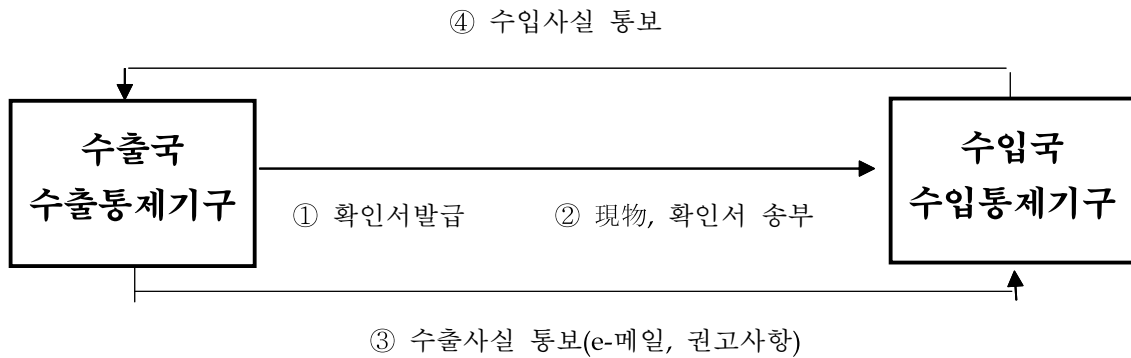 ④ 수입사실 통보
수출국
수출통제기구
수입국
수입통제기구
① 확인서발급
② 現物, 확인서 송부
③ 수출사실 통보(e-메일, 권고사항)